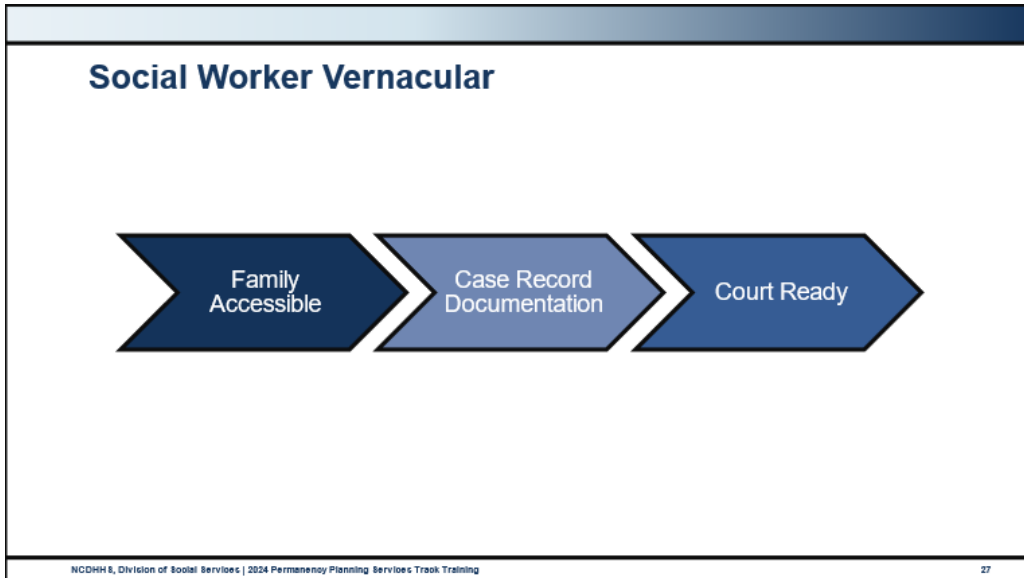 Social Worker Vernacular
Family
Accessible
Case Record
Documentation
Court Ready
NCDHHS, Division of Social Services | 2024 Permanency Planning Services Track Training
27